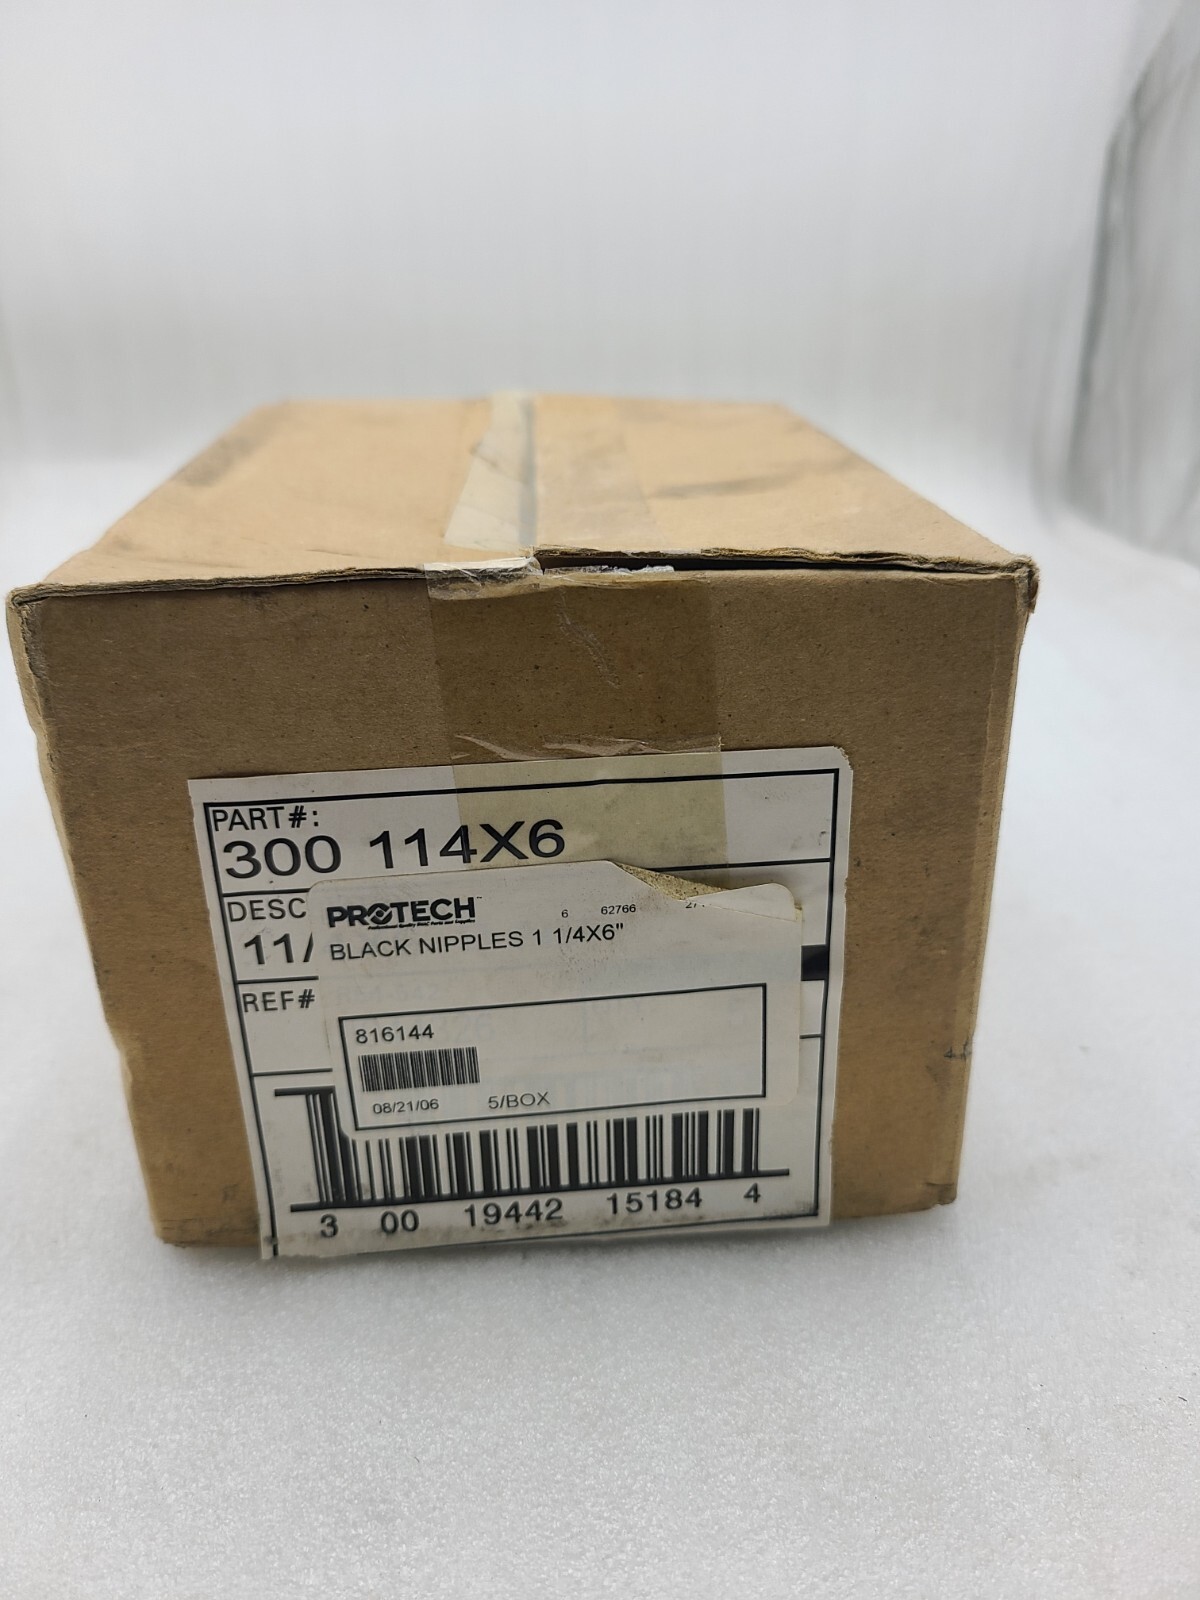 PART#:
300 114X6
DESC
11/
PROTECH
6 62766
BLACK NIPPLES 1 1/4X6"
REF#
816144
08/21/06 5/BOX
3 00 19442 15184 4